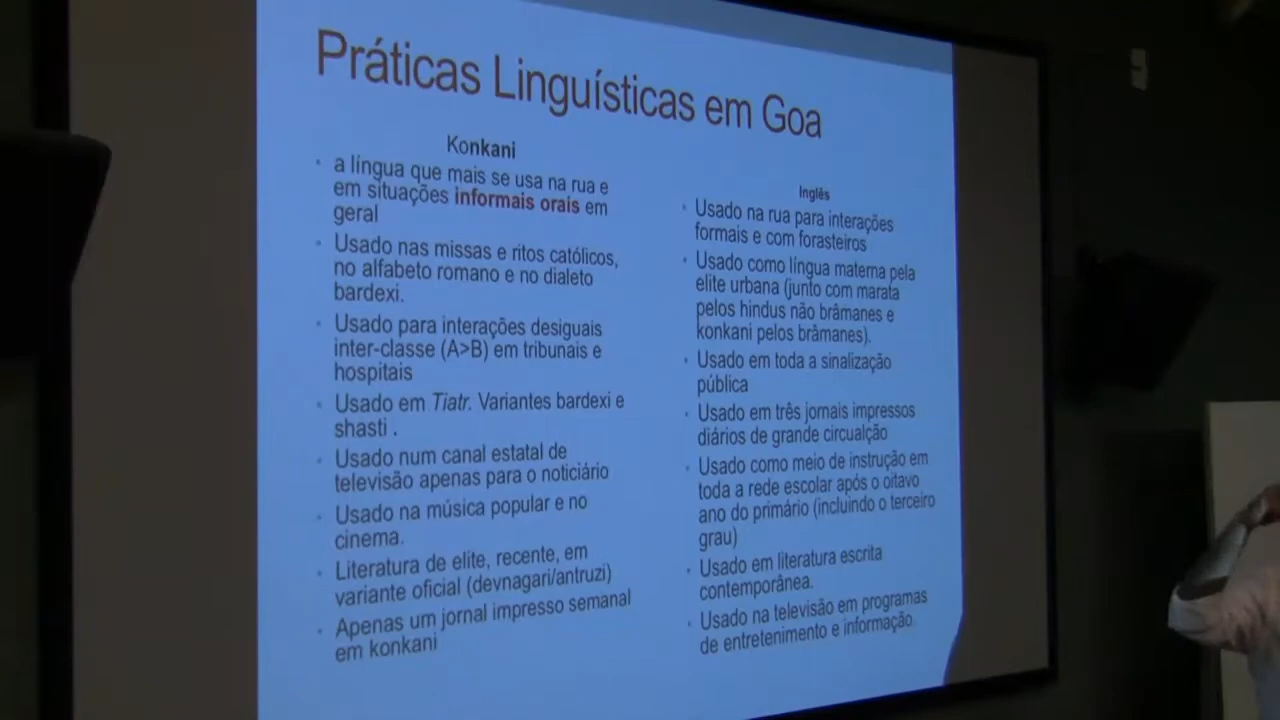 Práticas Linguísticas em Goa
Konkani
• a língua que mais se usa na rua e
em situações informais orais em
geral
• Usado nas missas e ritos católicos,
no alfabeto romano e no dialeto
bardexi.
• Usado para interações desiguais
inter-classe (A>B) em tribunais e
hospitais
• Usado em Tiatr. Variantes bardexi e
shasti .
• Usado num canal estatal de
televisão apenas para o noticiário
• Usado na música popular e no
cinema.
• Literatura de elite, recente, em
variante oficial (devnagari/antruzi)
• Apenas um jornal impresso semanal
em konkani
Inglês
• Usado na rua para interações
formais e com forasteiros
• Usado como língua materna pela
elite urbana (junto com marata
pelos hindus não brâmanes e
konkani pelos brâmanes).
• Usado em toda a sinalização
pública
• Usado em três jornais impressos
diários de grande circualção
• Usado como meio de instrução em
toda a rede escolar após o oitavo
ano do primário (incluindo o terceiro
grau)
• Usado em literatura escrita
contemporânea.
• Usado na televisão em programas
de entretenimento e informação.